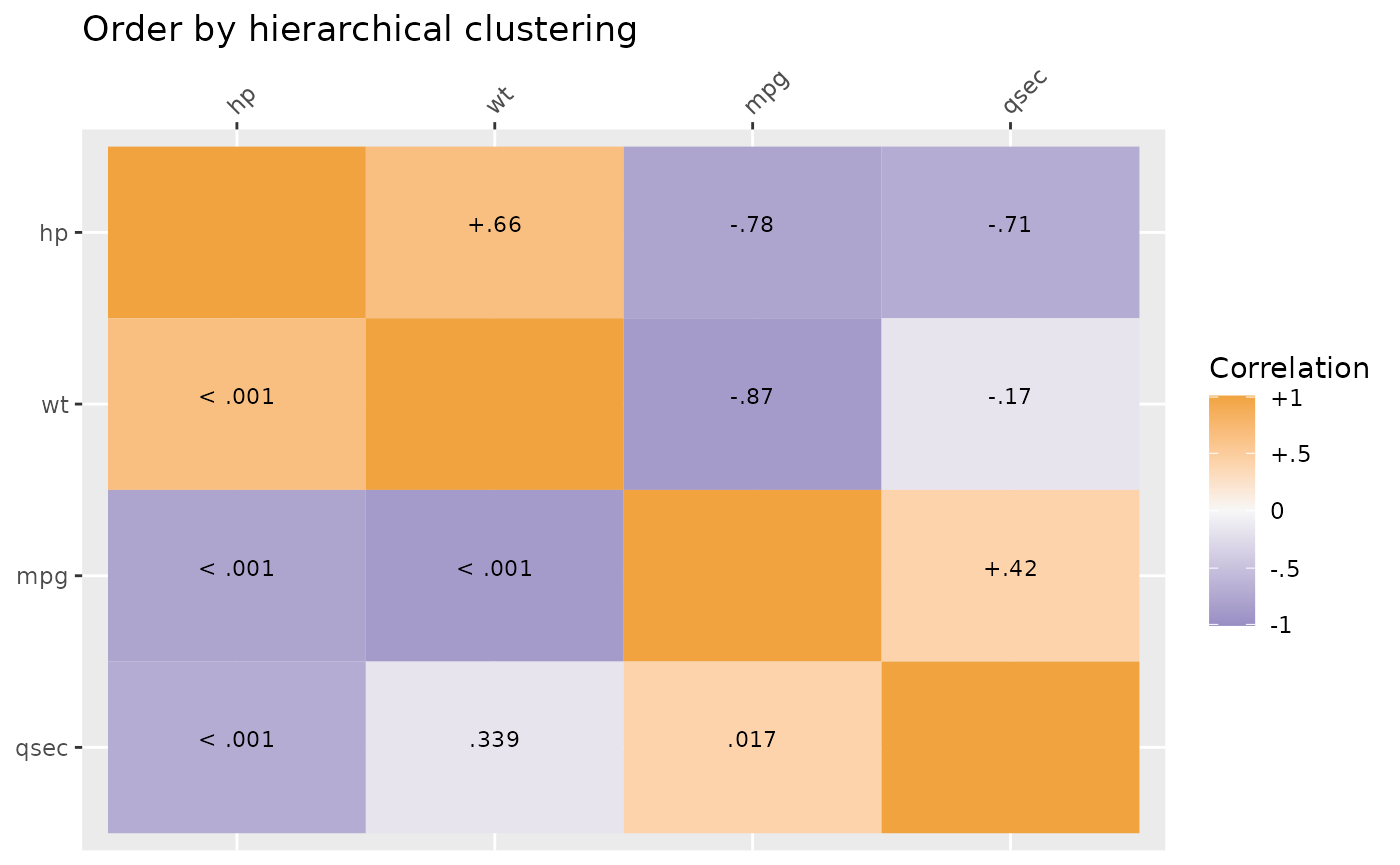 Order by hierarchical clustering
hp wt mpg qsec
hp +.66 -.78 -.71
wt < .001 -.87 -.17
mpg < .001 < .001 +.42
qsec < .001 .339 .017
Correlation
+1
+.5
0
-.5
-1